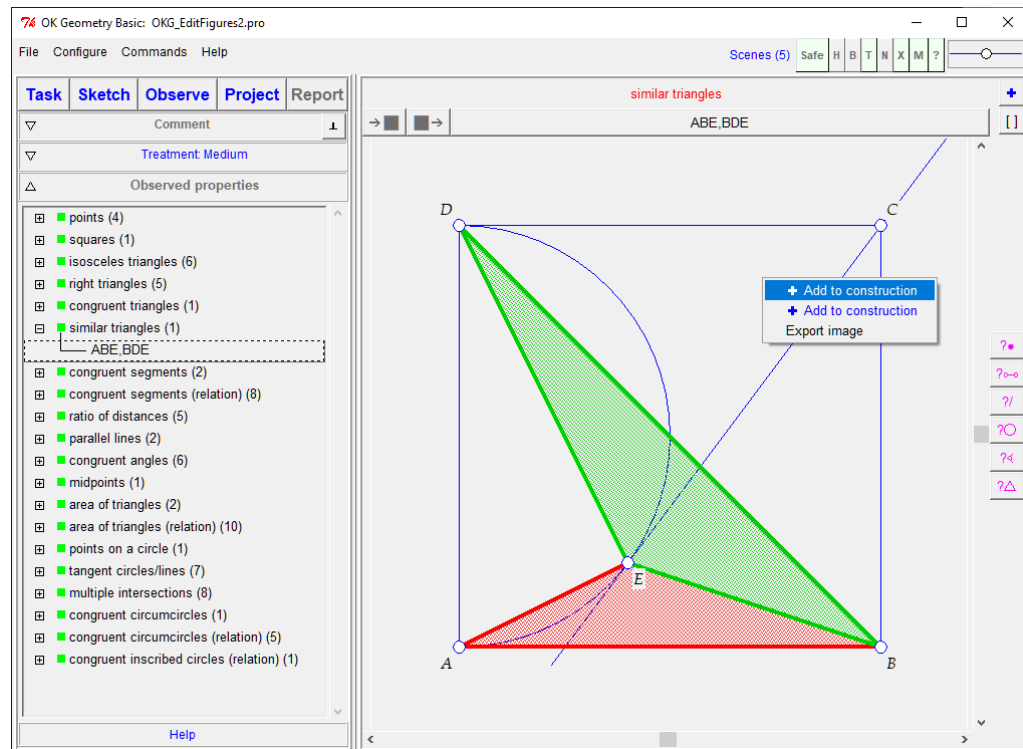 OK Geometry Basic: OKG_EditFigures2.pro
File Configure Commands Help
Scenes (5) Safe H B T N X M ?
Task Sketch Observe Project Report
Comment
Treatment: Medium
Observed properties
points (4)
squares (1)
isosceles triangles (6)
right triangles (5)
congruent triangles (1)
similar triangles (1)
ABE,BDE
congruent segments (2)
congruent segments (relation) (8)
ratio of distances (5)
parallel lines (2)
congruent angles (6)
midpoints (1)
area of triangles (2)
area of triangles (relation) (10)
points on a circle (1)
tangent circles/lines (7)
multiple intersections (8)
congruent circumcircles (1)
congruent circumcircles (relation) (5)
congruent inscribed circles (relation) (1)
Help
similar triangles
ABE,BDE
[ ]
D
C
+ Add to construction
+ Add to construction
Export image
E
A
B
?
?
?/
?
?
?